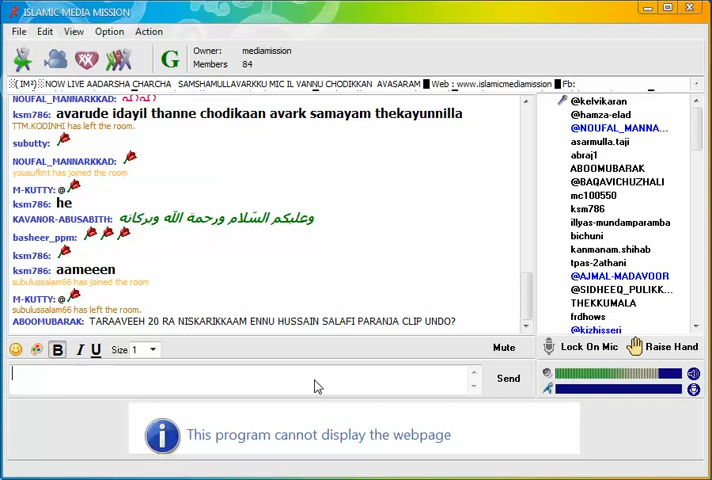 ISLAMIC MEDIA MISSION
File Edit View Option Action
G
Owner: mediamission
Members 84
( IM²) NOW LIVE AADARSHA CHARCHA SAMSHAMULLAVARKKU MIC IL VANNU CHODIKKAN AVASARAM Web : www.islamicmediamission Fb:
NOUFAL_MANNARKKAD:
ksm786: avarude idayil thanne chodikaan avark samayam thekayunnilla
TTM.KODINHI has left the room.
subutty:
NOUFAL_MANNARKKAD:
yousufknt has joined the room
M-KUTTY: @
ksm786: he
KAVANOR-ABUSABITH: وعليكم السّلام ورحمة الله وبركاته
basheer_ppm:
ksm786:
ksm786: aameeen
subulussalam66 has joined the room
M-KUTTY: @
subulussalam66 has left the room.
ABOOMUBARAK: TARAAVEEH 20 RA NISKARIKKAAM ENNU HUSSAIN SALAFI PARANJA CLIP UNDO?
@kelvikaran
@hamza-elad
@NOUFAL_MANNA...
asarmulla.taji
abraj1
ABOOMUBARAK
@BAQAVICHUZHALI
mc100550
ksm786
illyas-mundamparamba
bichuni
kanmanam.shihab
tpas-2athani
@AJMAL-MADAVOOR
@SIDHEEQ_PULIKK...
THEKKUMALA
frdhows
@kizhisseri
B I U Size 1 Mute
Lock On Mic Raise Hand
Send
This program cannot display the webpage